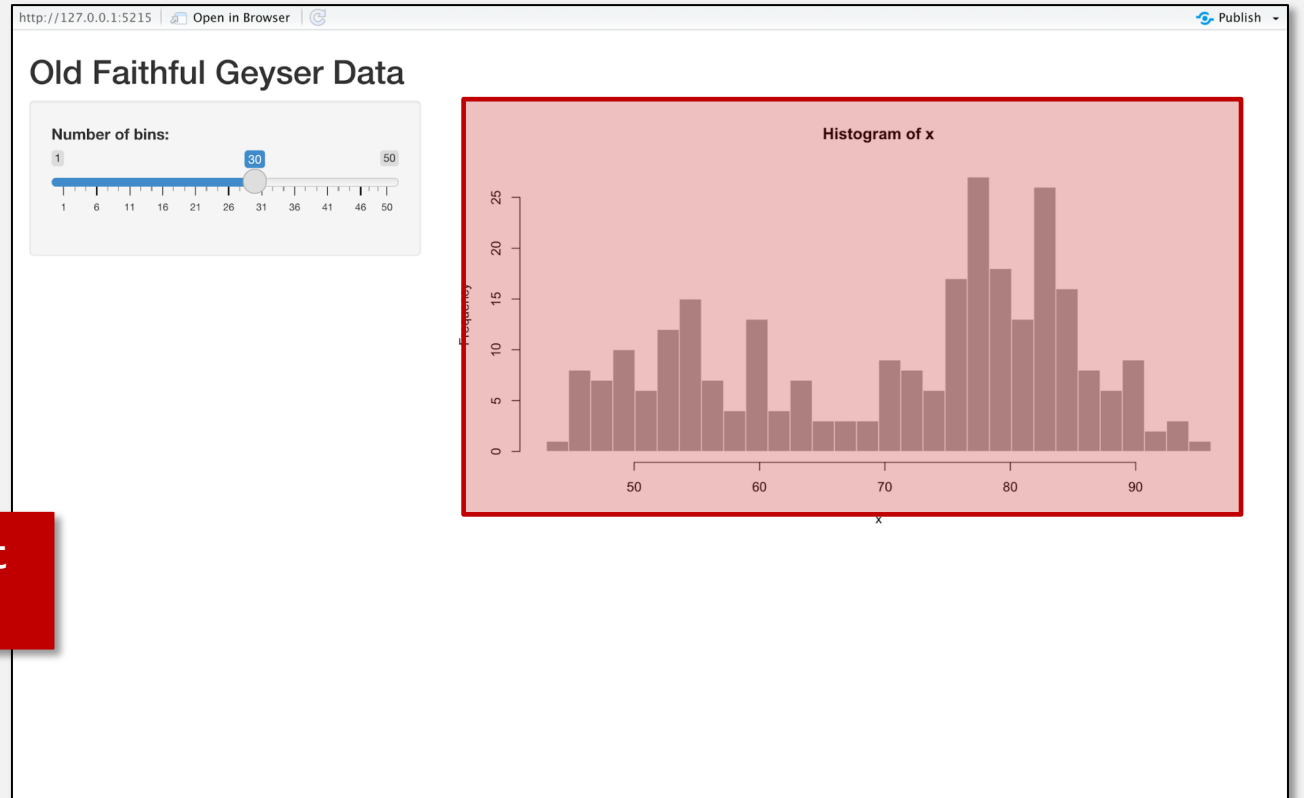 http://127.0.0.1:5215 Open in Browser Publish
Old Faithful Geyser Data
Number of bins:
1 30 50
1 6 11 16 21 26 31 36 41 46 50
Histogram of x
Frequency
25
20
15
10
5
0
50 60 70 80 90
x
t